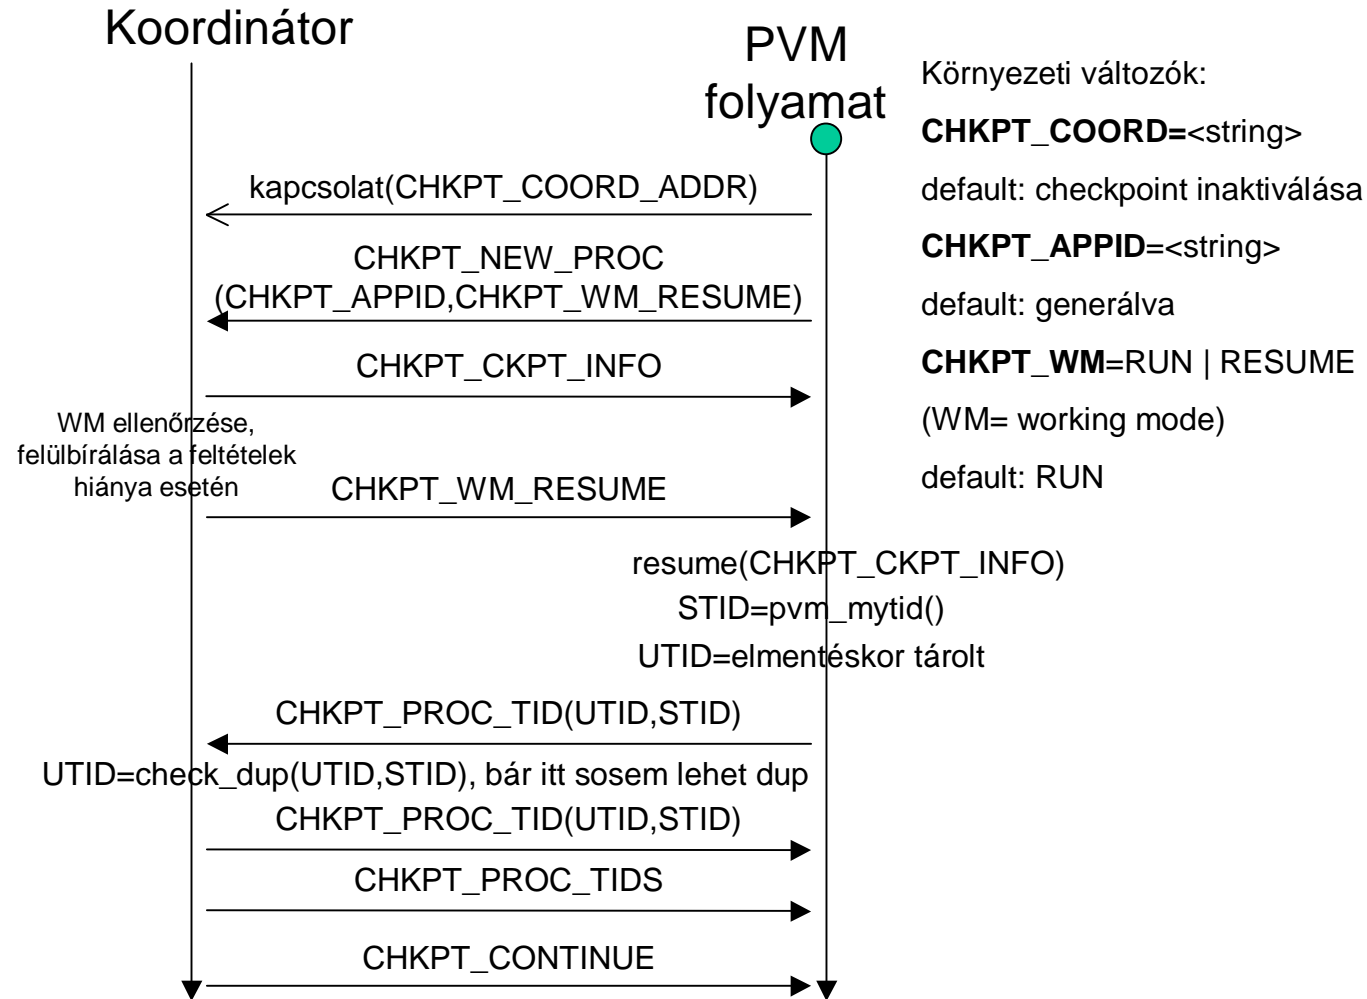 Koordinátor
PVM
folyamat
Környezeti változók:
CHKPT_COORD=<string>
default: checkpoint inaktiválása
CHKPT_APPID=<string>
default: generálva
CHKPT_WM=RUN | RESUME
(WM= working mode)
default: RUN
kapcsolat(CHKPT_COORD_ADDR)
CHKPT_NEW_PROC
(CHKPT_APPID,CHKPT_WM_RESUME)
CHKPT_CKPT_INFO
WM ellenőrzése,
felülbírálása a feltételek
hiánya esetén
CHKPT_WM_RESUME
resume(CHKPT_CKPT_INFO)
STID=pvm_mytid()
UTID=elmentéskor tárolt
CHKPT_PROC_TID(UTID,STID)
UTID=check_dup(UTID,STID), bár itt sosem lehet dup
CHKPT_PROC_TID(UTID,STID)
CHKPT_PROC_TIDS
CHKPT_CONTINUE